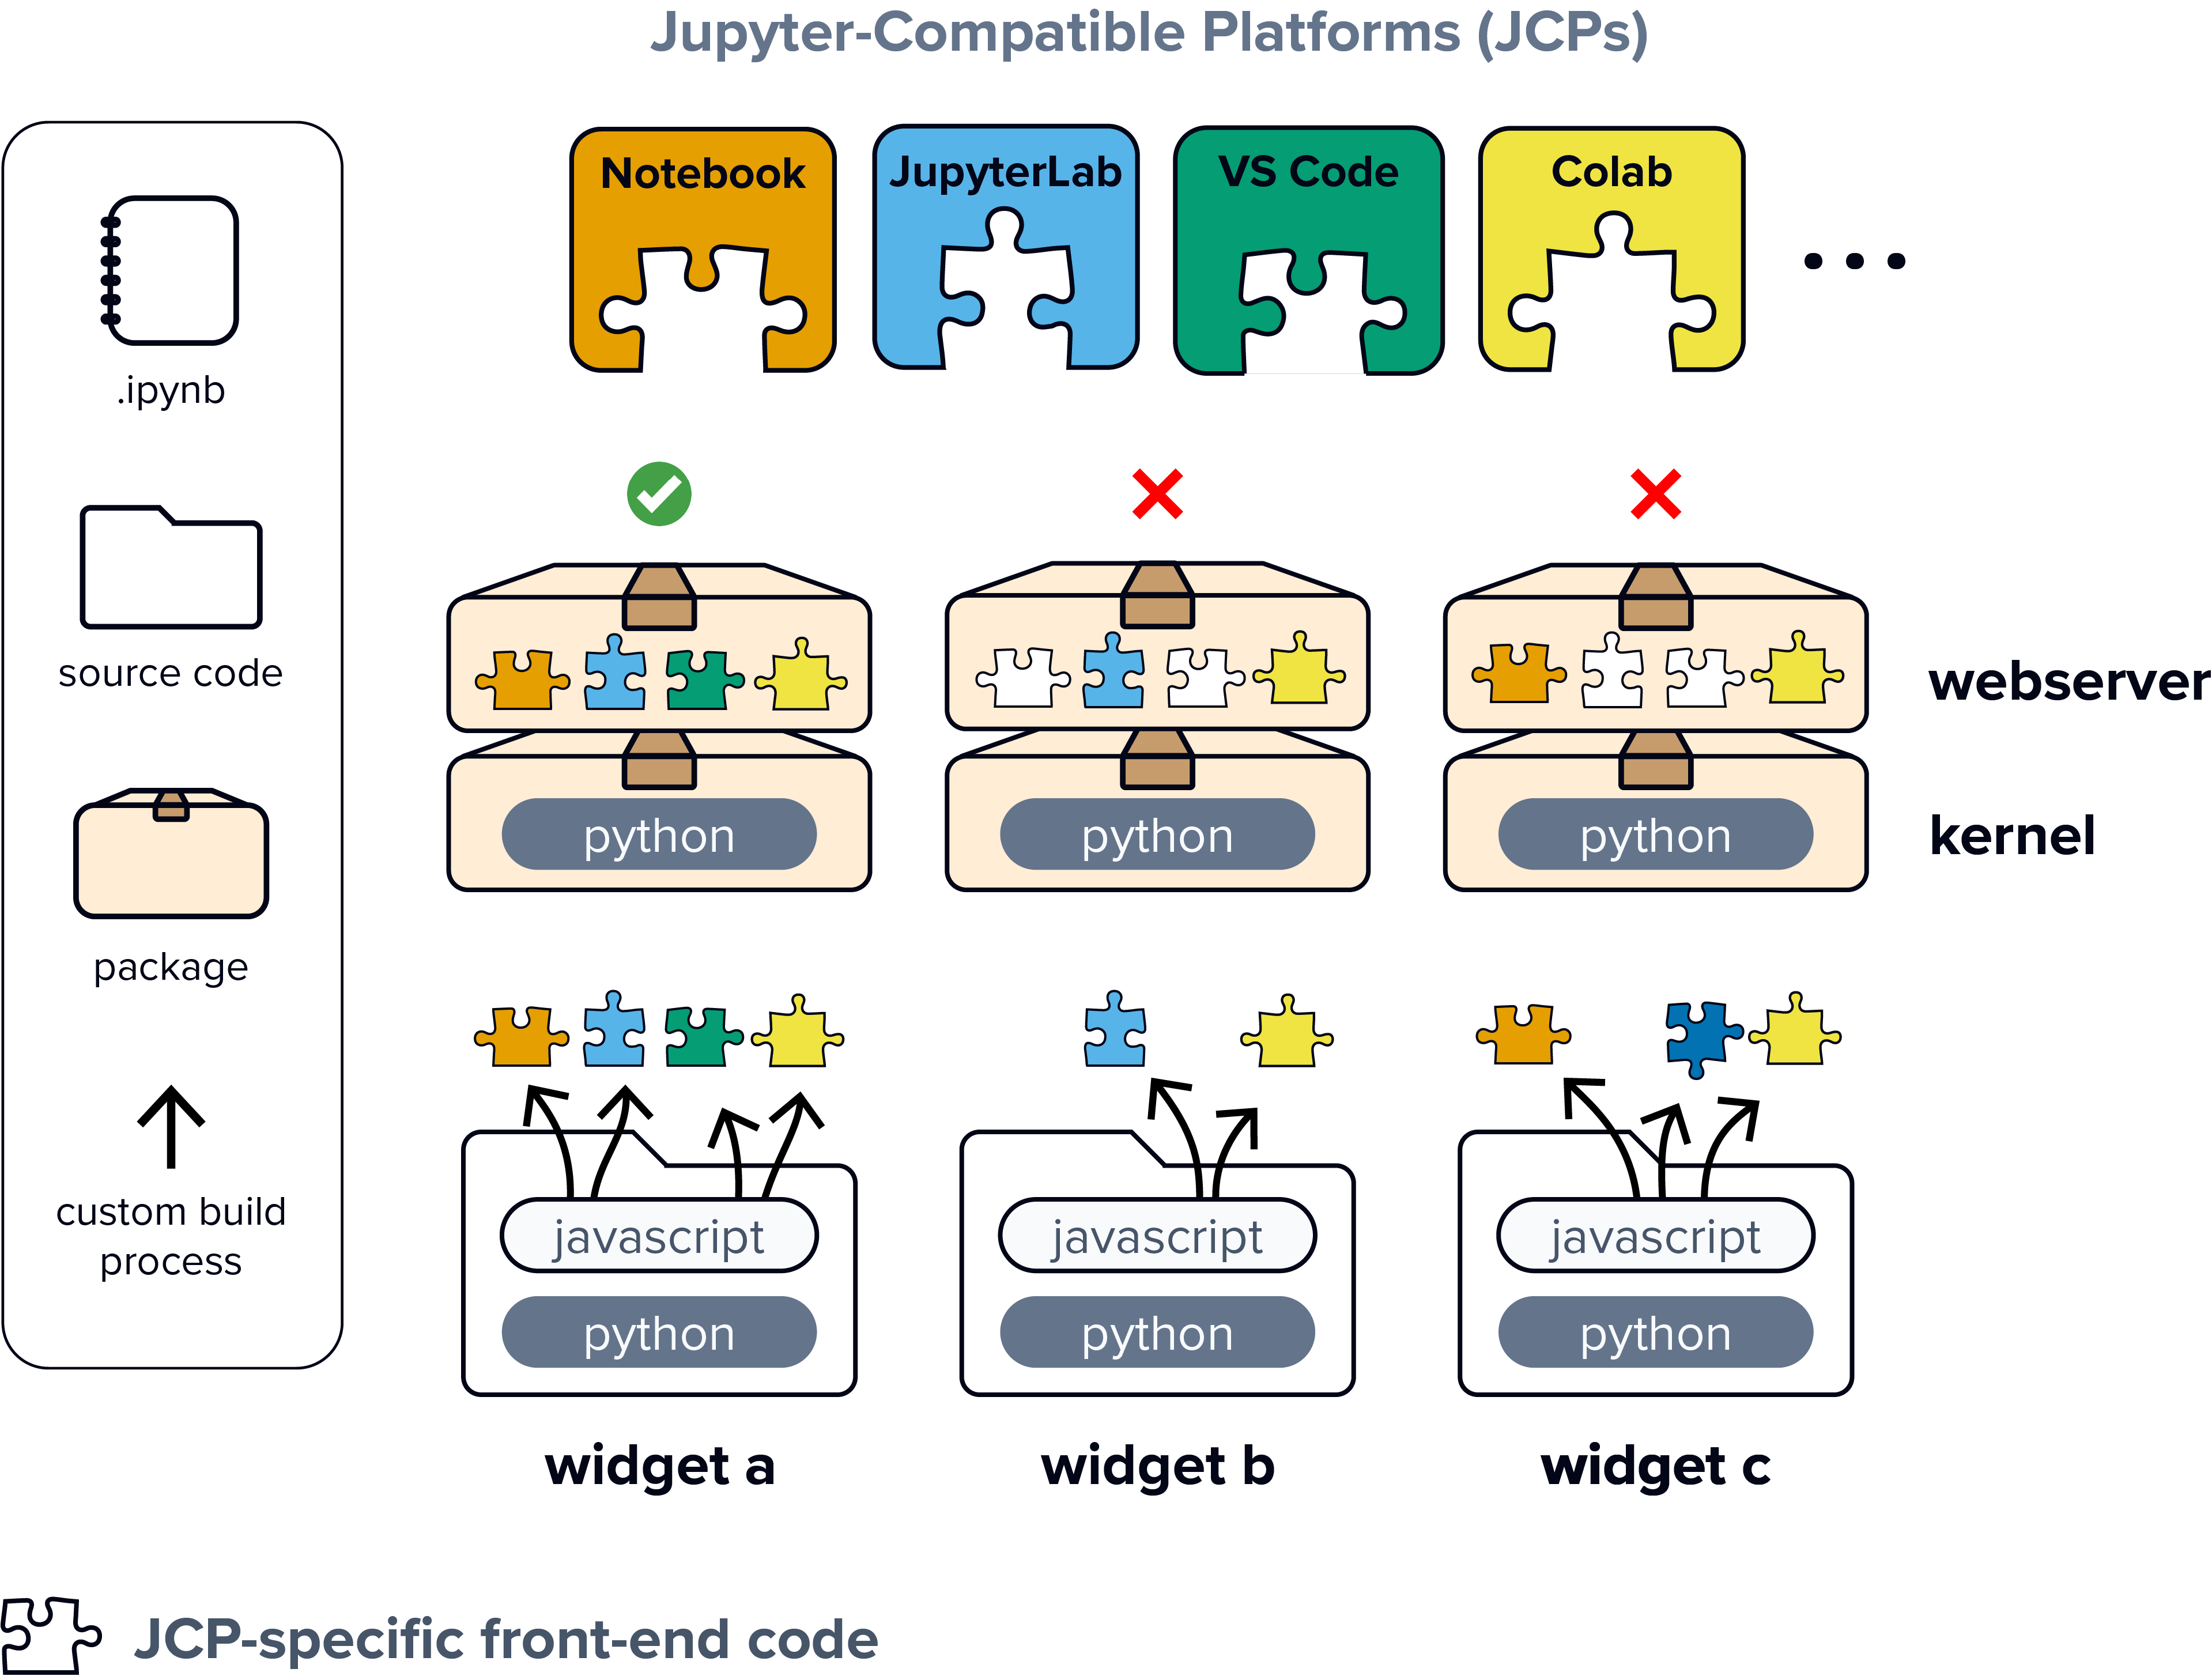 Jupyter-Compatible Platforms (JCPs)
Notebook
JupyterLab
VS Code
Colab
.ipynb
source code
package
custom build
process
webserver
python
python
python
kernel
javascript
javascript
javascript
python
python
python
widget a
widget b
widget c
JCP-specific front-end code